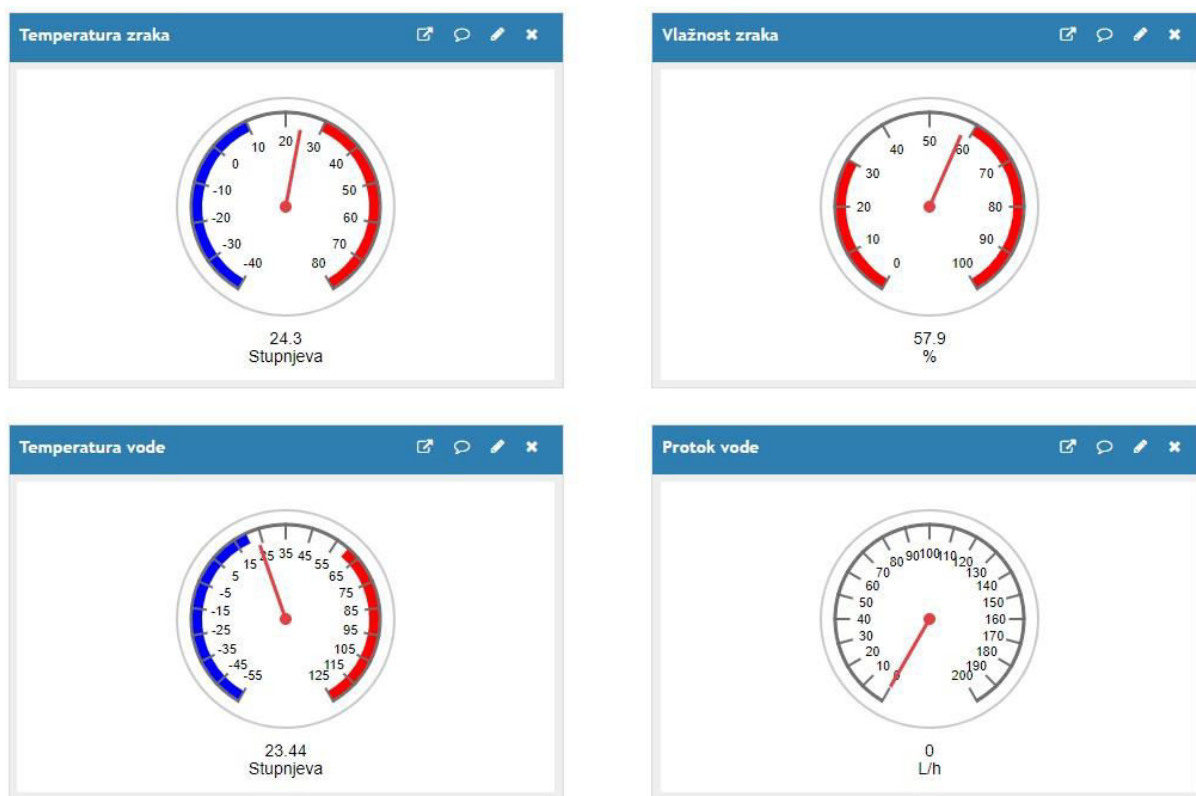 Temperatura zraka
10 20 30
0 40
-10 50
-20 60
-30 70
-40 80
24.3
Stupnjeva
Vlažnost zraka
40 50 60
30 70
20 80
10 90
0 100
57.9
%
Temperatura vode
15 25 35 45 55
5 65
-5 75
-15 85
-25 95
-35 105
-45 115
-55 125
23.44
Stupnjeva
Protok vode
80 90 100 110 120
70 130
60 140
50 150
40 160
30 170
20 180
10 190
0 200
0
L/h